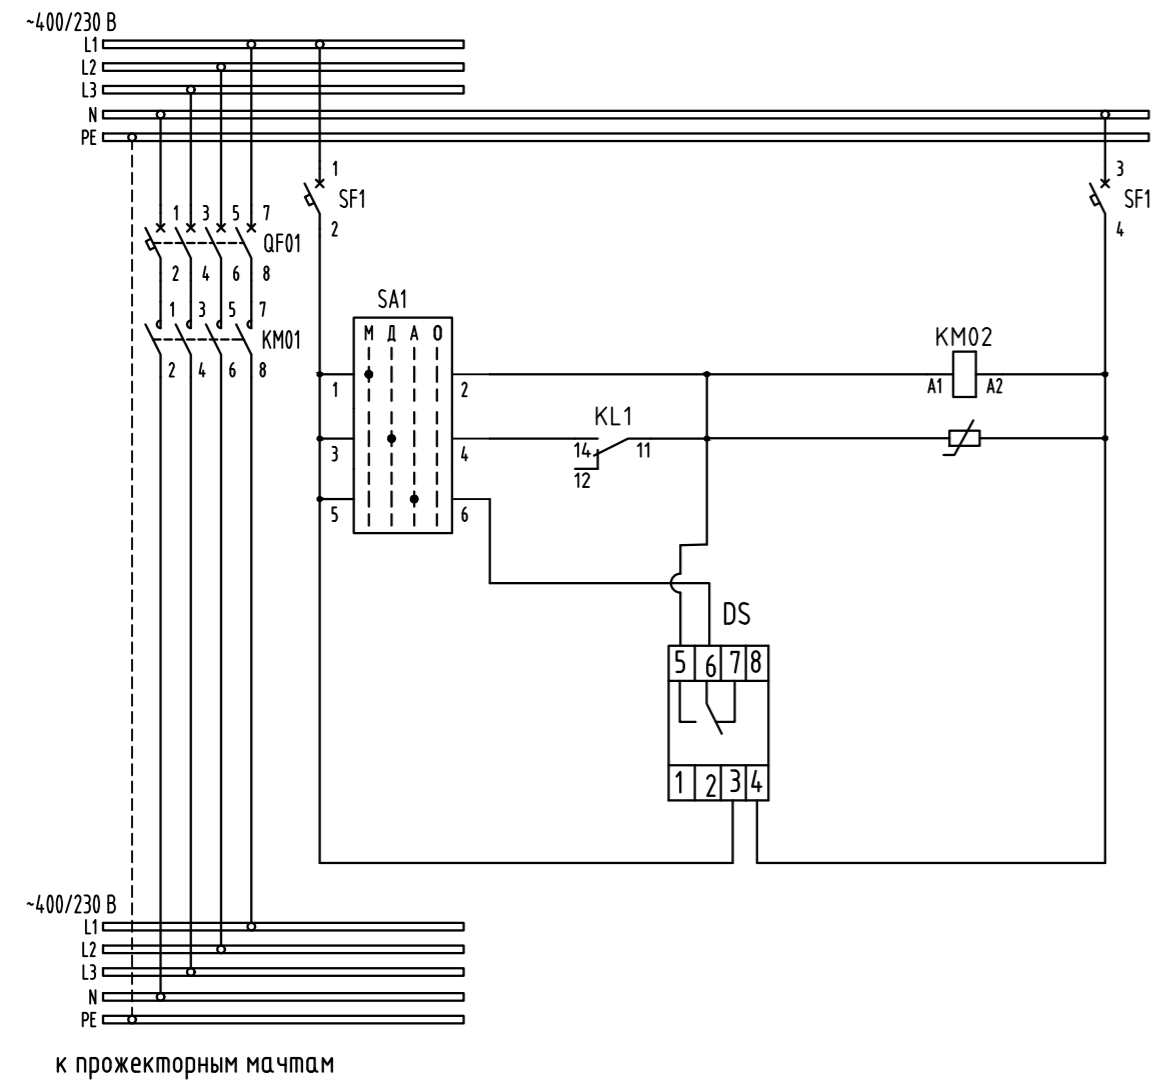 ~400/230 В
L1
L2
L3
N
PE
1 3
SF1 SF1
2 4
1 3 5 7
QF01
2 4 6 8
1 3 5 7
KM01
2 4 6 8
SA1
М Д А О
1 2
3 4
5 6
KM02
A1 A2
KL1
14 11
12
DS
5 6 7 8
1 2 3 4
~400/230 В
L1
L2
L3
N
PE
к прожекторным мачтам